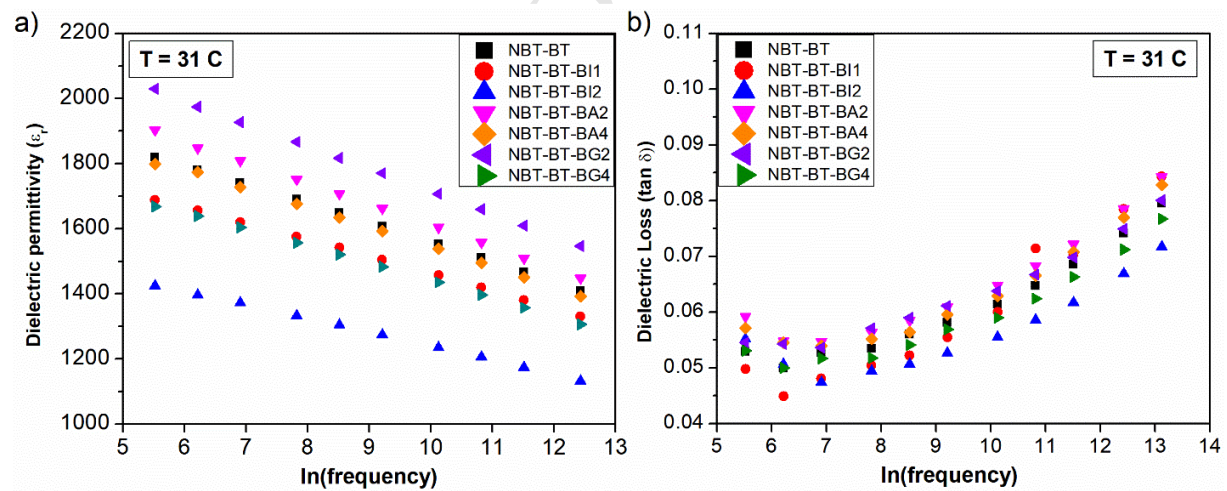 a)
T = 31 C
NBT-BT
NBT-BT-BI1
NBT-BT-BI2
NBT-BT-BA2
NBT-BT-BA4
NBT-BT-BG2
NBT-BT-BG4
Dielectric permittivity (εr)
2200
2000
1800
1600
1400
1200
1000
5 6 7 8 9 10 11 12 13
ln(frequency)
b)
T = 31 C
NBT-BT
NBT-BT-BI1
NBT-BT-BI2
NBT-BT-BA2
NBT-BT-BA4
NBT-BT-BG2
NBT-BT-BG4
Dielectric Loss (tan δ))
0.11
0.10
0.09
0.08
0.07
0.06
0.05
0.04
5 6 7 8 9 10 11 12 13 14
ln(frequency)